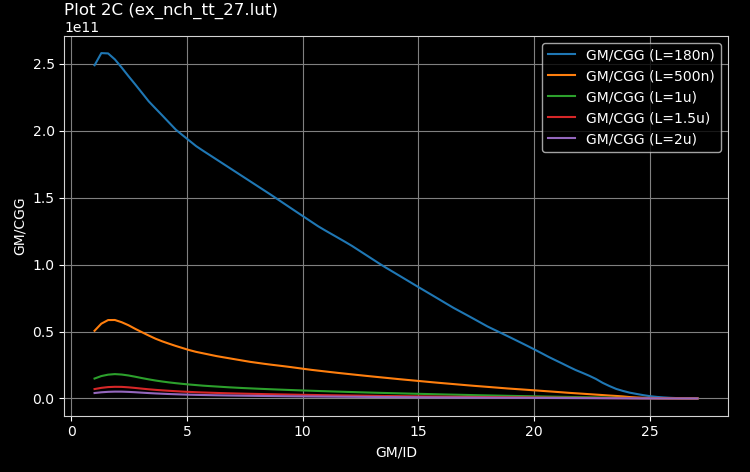 Plot 2C (ex_nch_tt_27.lut)
1e11
GM/CGG (L=180n)
GM/CGG (L=500n)
GM/CGG (L=1u)
GM/CGG (L=1.5u)
GM/CGG (L=2u)
2.5
2.0
1.5
1.0
0.5
0.0
GM/CGG
0 5 10 15 20 25
GM/ID